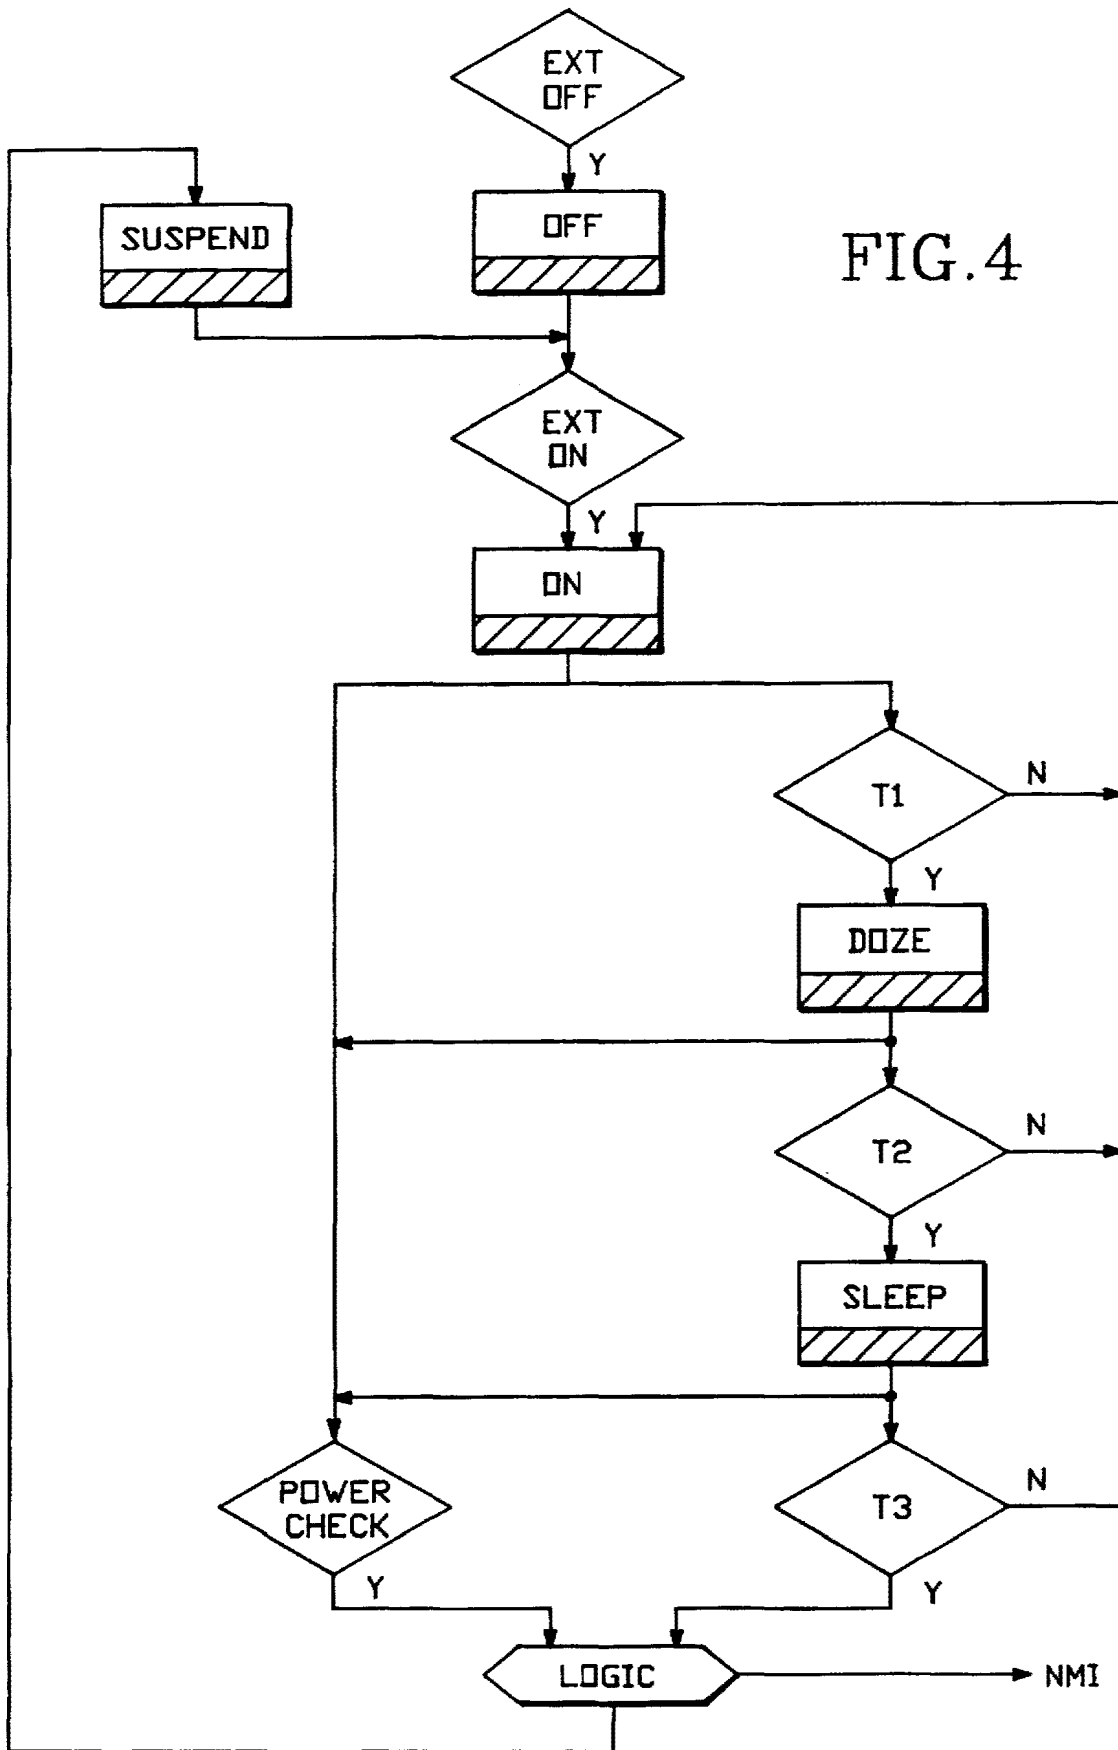 EXT
OFF
Y
OFF
SUSPEND
FIG.4
EXT
ON
Y
ON
T1
N
Y
DOZE
T2
N
Y
SLEEP
POWER
CHECK
Y
T3
N
Y
LOGIC
NMI